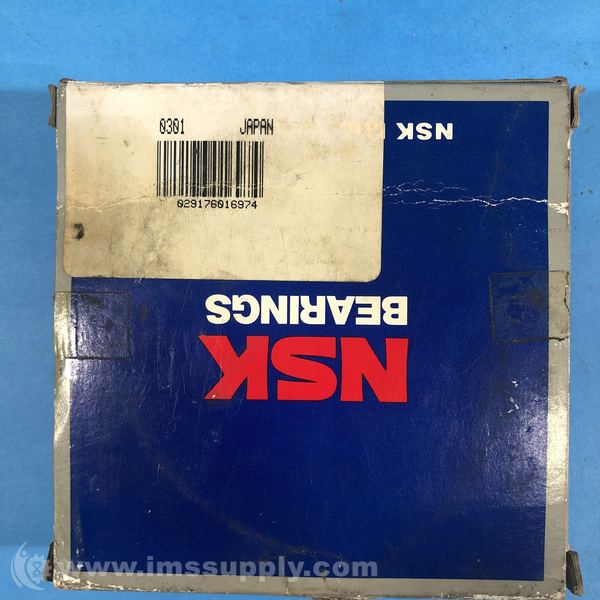 0301 JAPAN
029176016974
NSK
BEARINGS
NSK
www.imssupply.com